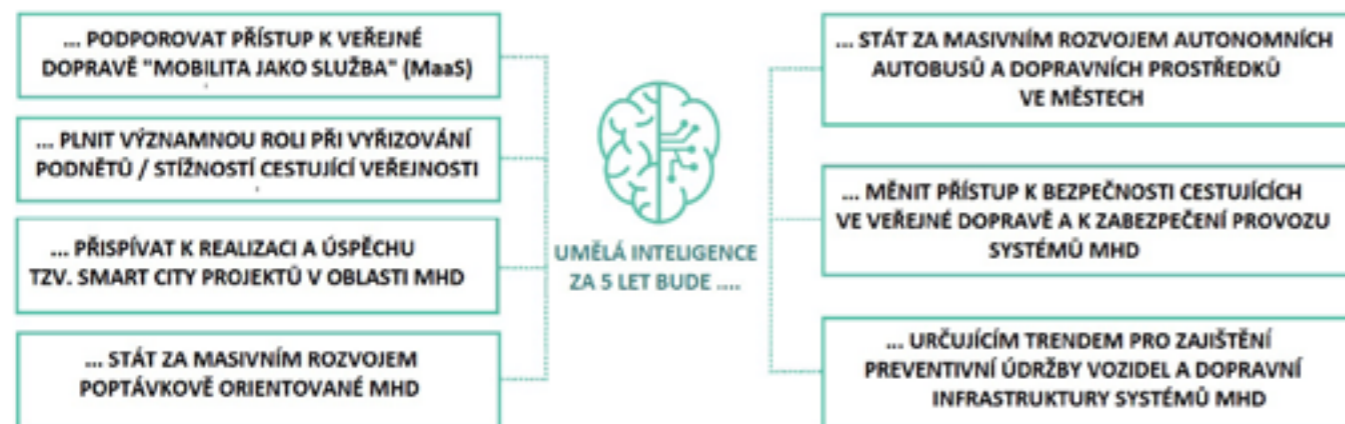 ... PODPOROVAT PŘÍSTUP K VEŘEJNÉ
DOPRAVĚ "MOBILITA JAKO SLUŽBA" (MaaS)
... PLNIT VÝZNAMNOU ROLI PŘI VYŘIZOVÁNÍ
PODNĚTŮ / STÍŽNOSTÍ CESTUJÍCÍ VEŘEJNOSTI
... PŘISPÍVAT K REALIZACI A ÚSPĚCHU
TZV. SMART CITY PROJEKTŮ V OBLASTI MHD
... STÁT ZA MASIVNÍM ROZVOJEM
POPTÁVKOVĚ ORIENTOVANÉ MHD
UMĚLÁ INTELIGENCE
ZA 5 LET BUDE ....
... STÁT ZA MASIVNÍM ROZVOJEM AUTONOMNÍCH
AUTOBUSŮ A DOPRAVNÍCH PROSTŘEDKŮ
VE MĚSTECH
... MĚNIT PŘÍSTUP K BEZPEČNOSTI CESTUJÍCÍCH
VE VEŘEJNÉ DOPRAVĚ A K ZABEZPEČENÍ PROVOZU
SYSTÉMŮ MHD
... URČUJÍCÍM TRENDEM PRO ZAJIŠTĚNÍ
PREVENTIVNÍ ÚDRŽBY VOZIDEL A DOPRAVNÍ
INFRASTRUKTURY SYSTÉMŮ MHD